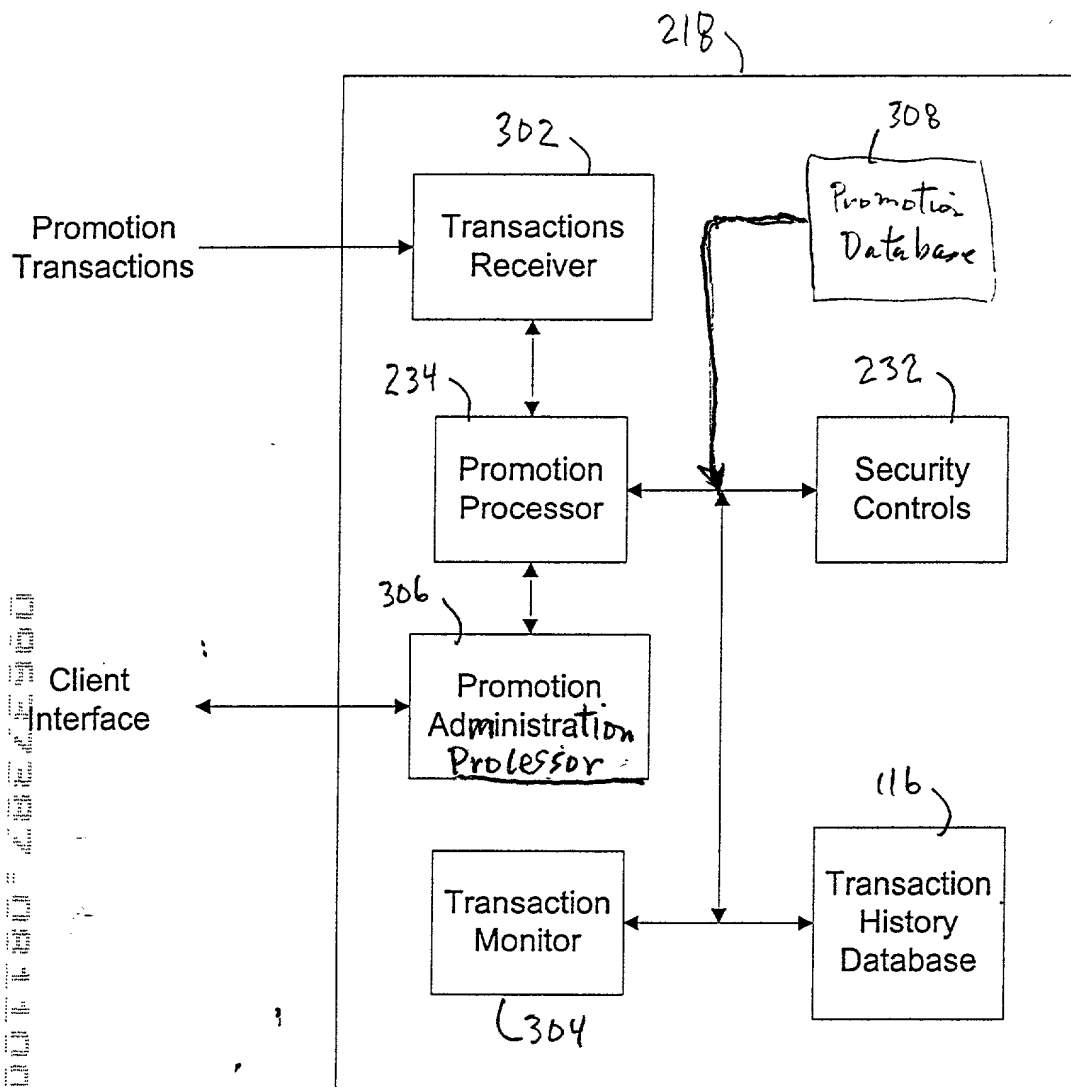 218
302
308
Promotion
Transactions
Transactions
Receiver
Promotion
Database
234
232
Promotion
Processor
Security
Controls
306
Client
Interface
Promotion
Administration
Processor
116
Transaction
Monitor
Transaction
History
Database
304